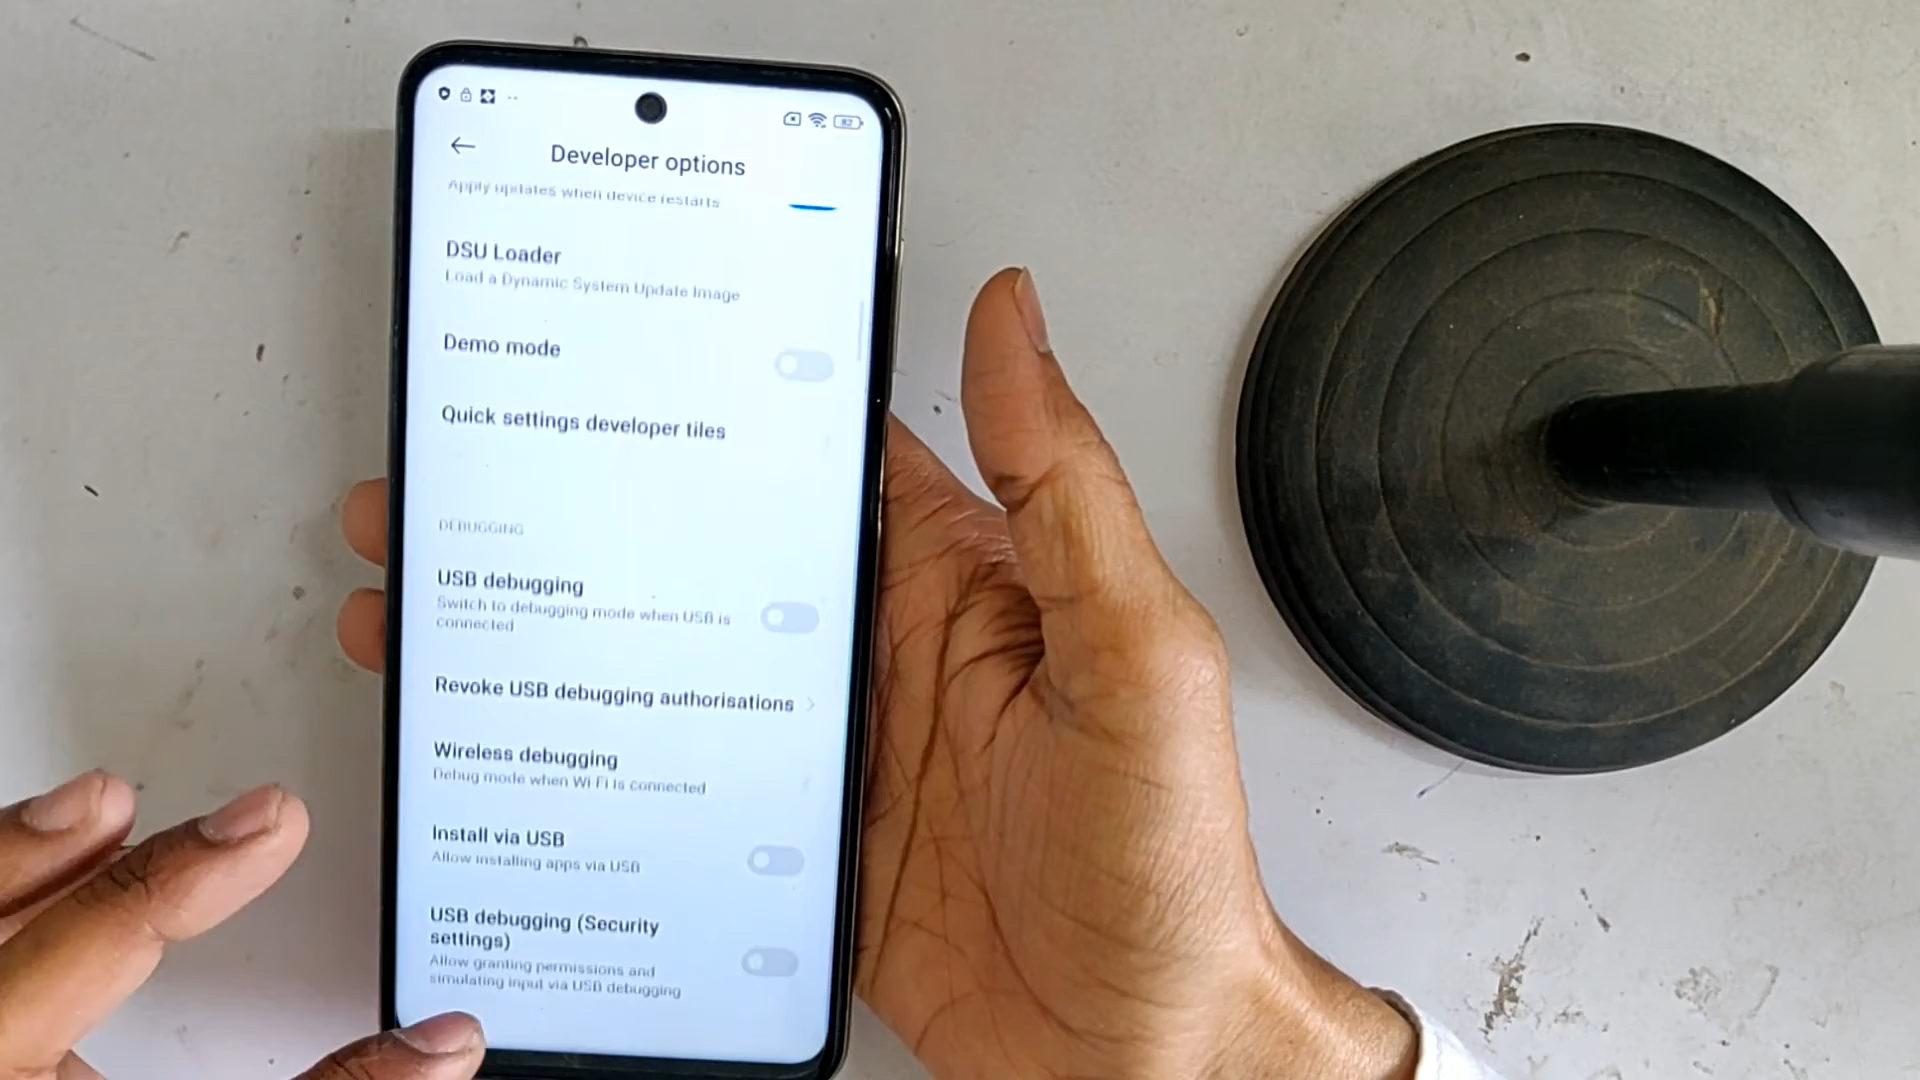 82
Developer options
Apply updates when device restarts
DSU Loader
Load a Dynamic System Update Image
Demo mode
Quick settings developer tiles
DEBUGGING
USB debugging
Switch to debugging mode when USB is
connected
Revoke USB debugging authorisations
Wireless debugging
Debug mode when Wi-Fi is connected
Install via USB
Allow installing apps via USB
USB debugging (Security
settings)
Allow granting permissions and
simulating input via USB debugging